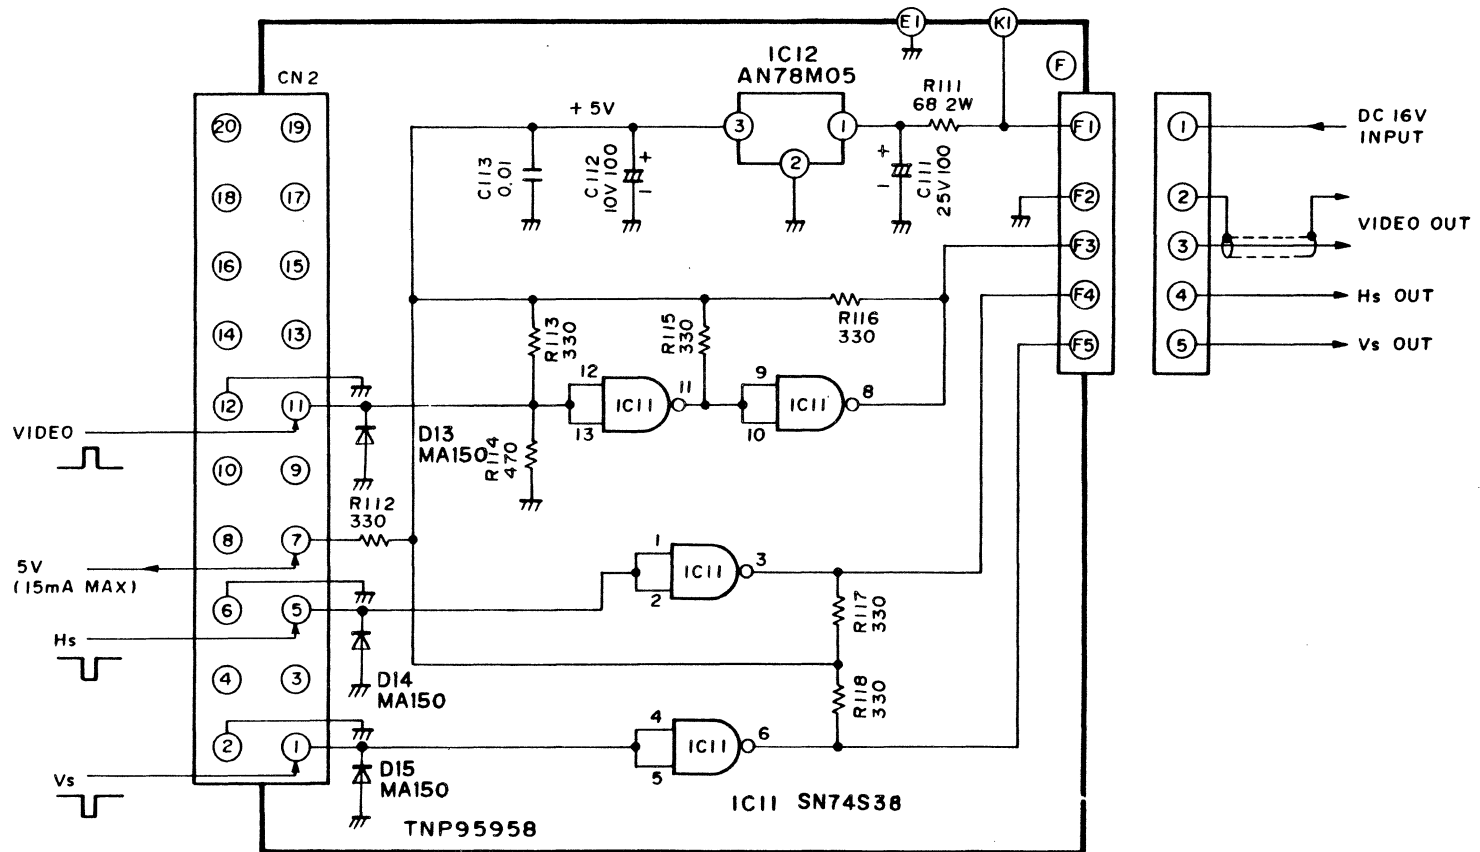 E1
K1
IC12
AN78M05
F
CN2
R111
68 2W
+5V
DC 16V
INPUT
20
19
3
1
2
F1
1
C113
0.01
C112
10V 100
+
-
+
-
C111
25V100
18
17
F2
2
VIDEO OUT
16
15
F3
3
14
13
R113
330
R115
330
R116
330
F4
4
Hs OUT
F5
5
Vs OUT
12
11
12
13
IC11
11
9
10
IC11
8
VIDEO
D13
MA150
R114
470
10
9
R112
330
8
7
5V
(15mA MAX)
1
2
IC11
3
6
5
R117
330
Hs
4
3
D14
MA150
R118
330
2
1
4
5
IC11
6
Vs
D15
MA150
IC11 SN74S38
TNP95958